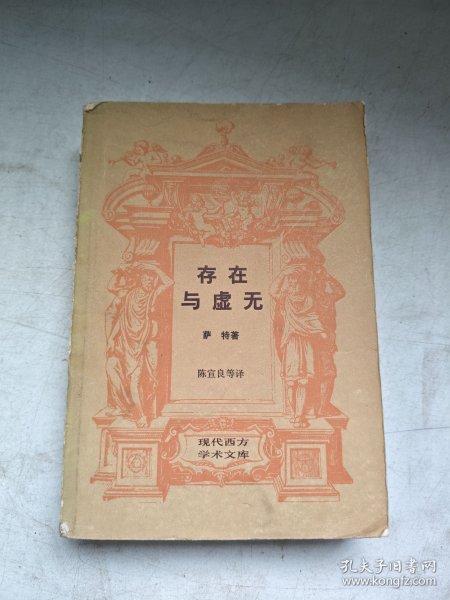 存在
与虚无
萨特著
陈宣良等译
现代西方
学术文库
孔夫子旧书网
www.kongfz.com